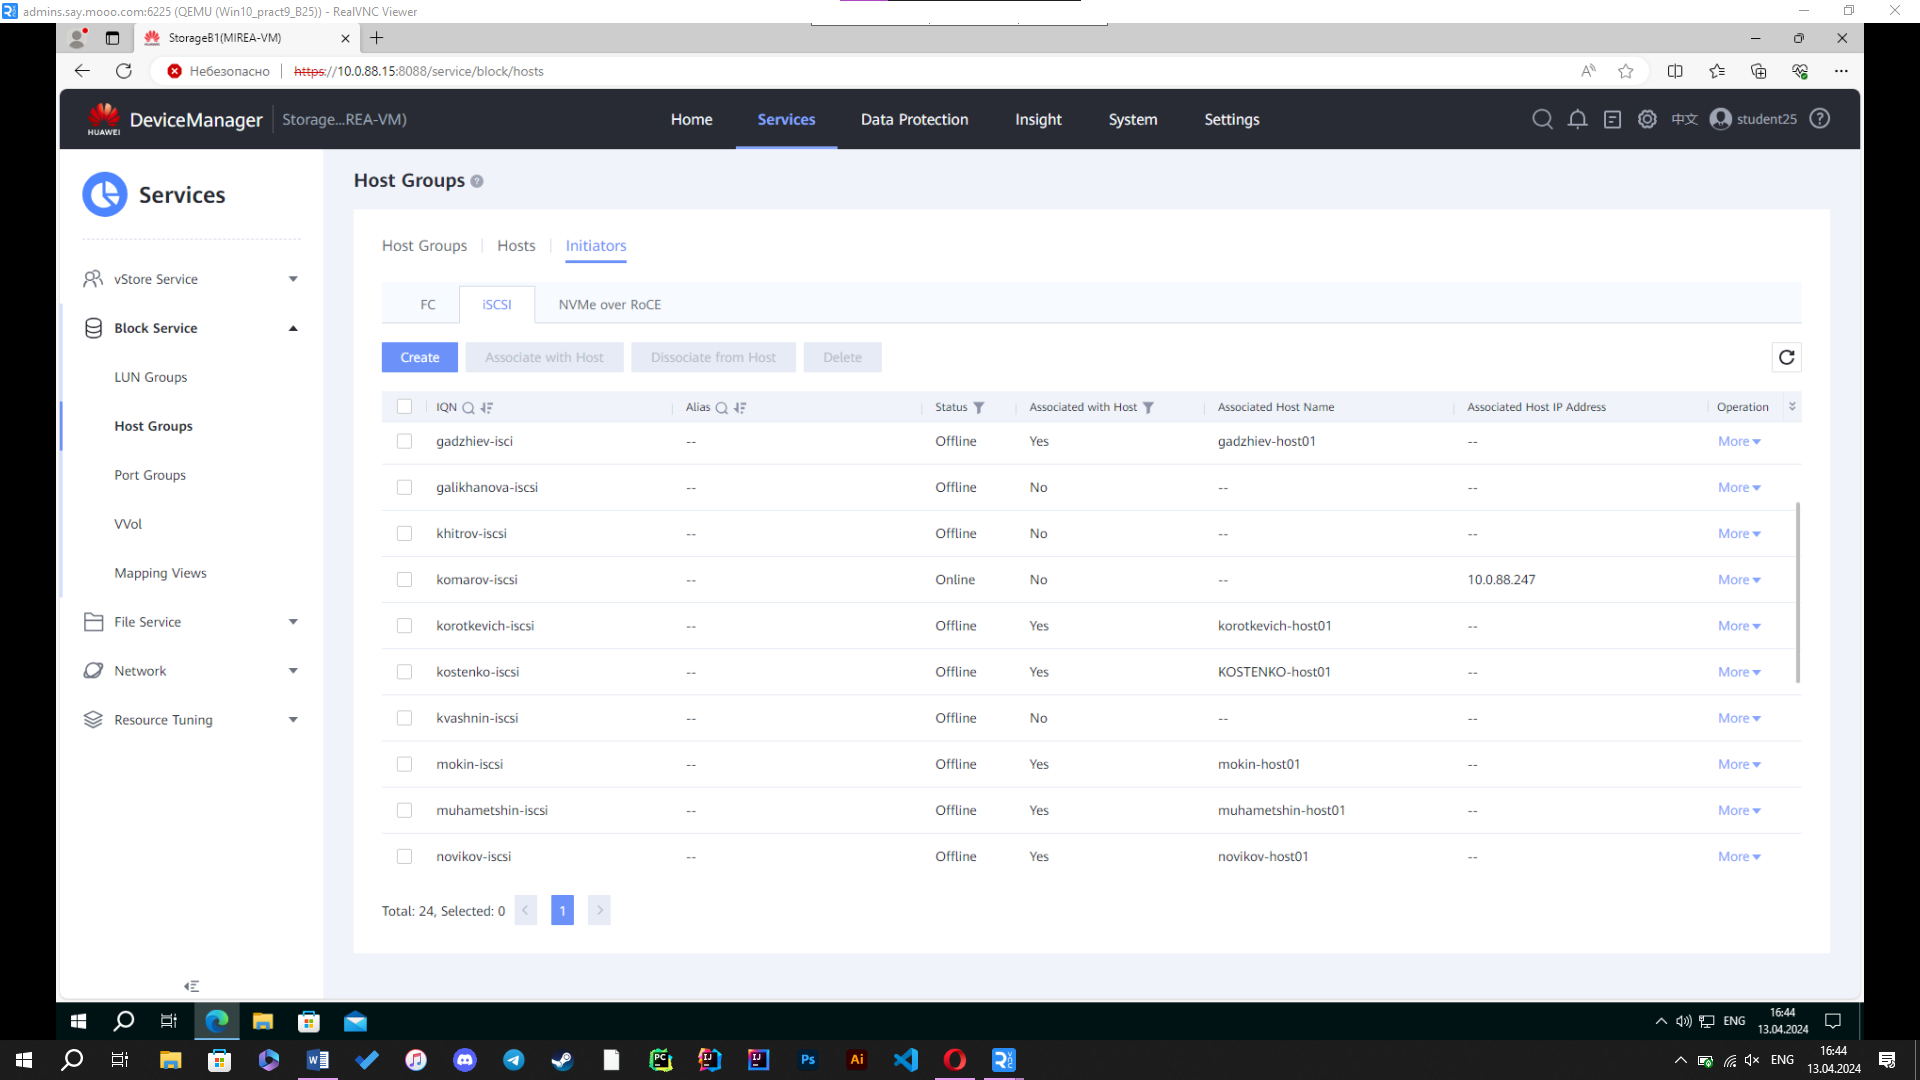 admins.say.mooo.com:6225 (QEMU (Win10_pract9_B25)) - RealVNC Viewer
StorageB1(MIREA-VM)
Небезопасно https://10.0.88.15:8088/service/block/hosts
HUAWEI DeviceManager Storage...REA-VM) Home Services Data Protection Insight System Settings 中文 student25
Services
vStore Service
Block Service
LUN Groups
Host Groups
Port Groups
VVol
Mapping Views
File Service
Network
Resource Tuning
Host Groups
Host Groups Hosts Initiators
FC iSCSI NVMe over RoCE
Create Associate with Host Dissociate from Host Delete
IQN Alias Status Associated with Host Associated Host Name Associated Host IP Address Operation
gadzhiev-isci -- Offline Yes gadzhiev-host01 -- More
galikhanova-iscsi -- Offline No -- -- More
khitrov-iscsi -- Offline No -- -- More
komarov-iscsi -- Online No -- 10.0.88.247 More
korotkevich-iscsi -- Offline Yes korotkevich-host01 -- More
kostenko-iscsi -- Offline Yes KOSTENKO-host01 -- More
kvashnin-iscsi -- Offline No -- -- More
mokin-iscsi -- Offline Yes mokin-host01 -- More
muhametshin-iscsi -- Offline Yes muhametshin-host01 -- More
novikov-iscsi -- Offline Yes novikov-host01 -- More
Total: 24, Selected: 0 < 1 >
ENG 16:44
13.04.2024
ENG 16:44
13.04.2024